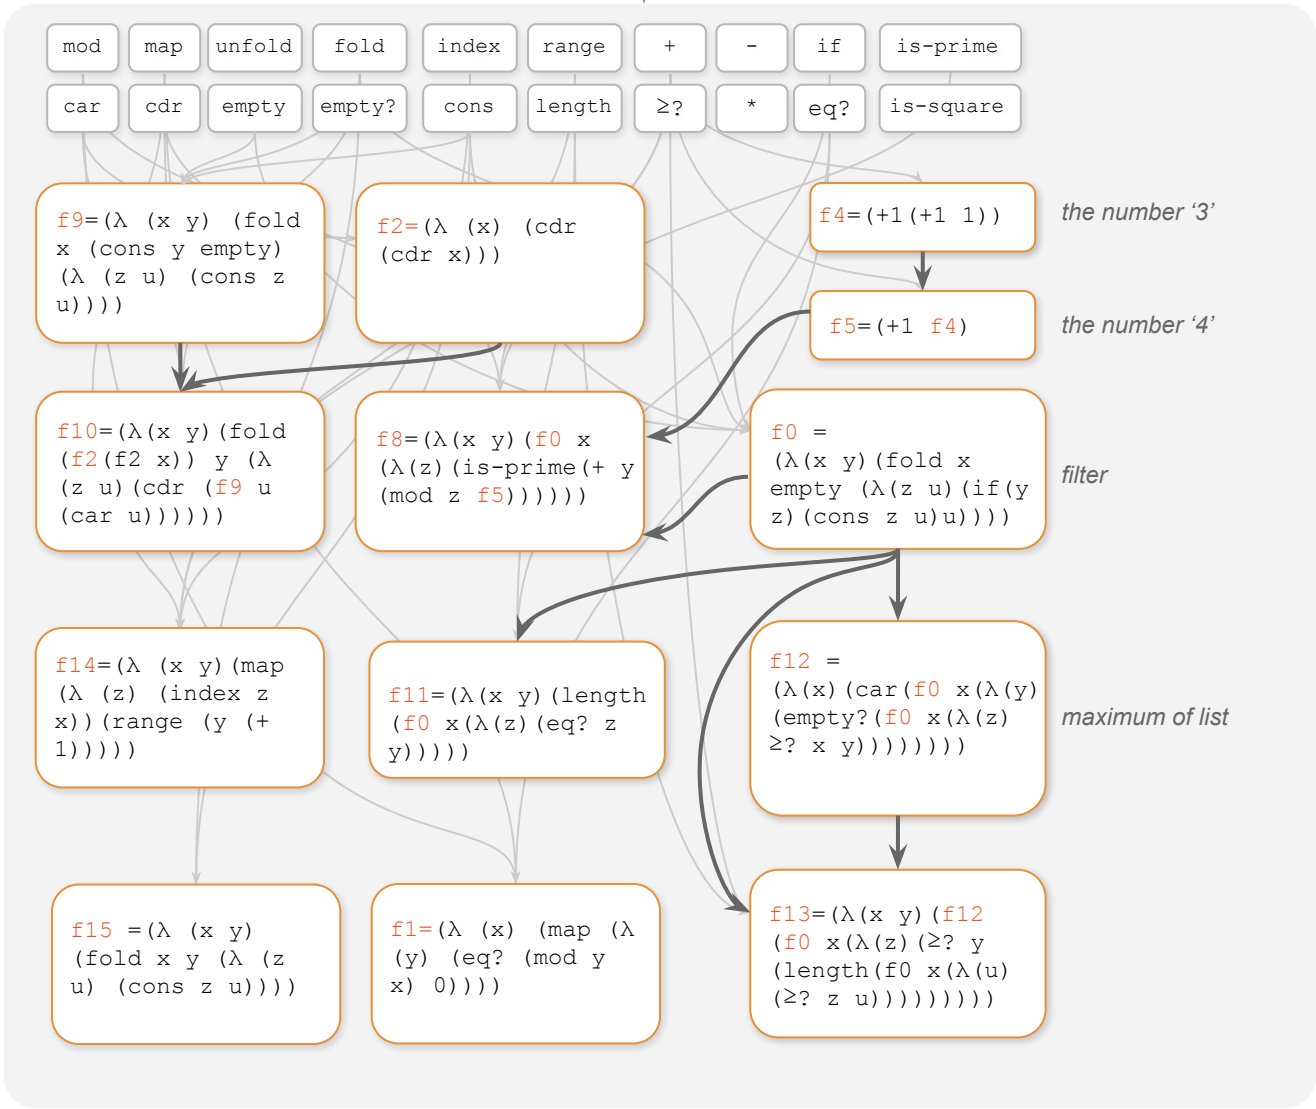 mod map unfold fold index range + - if is-prime
car cdr empty empty? cons length ≥? * eq? is-square
f9=(λ (x y) (fold
x (cons y empty)
(λ (z u) (cons z
u))))
f2=(λ (x) (cdr
(cdr x)))
f4=(+1(+1 1))
the number ‘3’
f5=(+1 f4)
the number ‘4’
f10=(λ(x y)(fold
(f2(f2 x)) y (λ
(z u)(cdr (f9 u
(car u))))))
f8=(λ(x y)(f0 x
(λ(z)(is-prime(+ y
(mod z f5))))))
f0 =
(λ(x y)(fold x
empty (λ(z u)(if(y
z)(cons z u)u))))
filter
f14=(λ (x y)(map
(λ (z) (index z
x))(range (y (+
1)))))
f11=(λ(x y)(length
(f0 x(λ(z)(eq? z
y)))))
f12 =
(λ(x)(car(f0 x(λ(y)
(empty?(f0 x(λ(z)
≥? x y))))))))
maximum of list
f15 =(λ (x y)
(fold x y (λ (z
u) (cons z u))))
f1=(λ (x) (map (λ
(y) (eq? (mod y
x) 0))))
f13=(λ(x y)(f12
(f0 x(λ(z)(≥? y
(length(f0 x(λ(u)
(≥? z u)))))))))